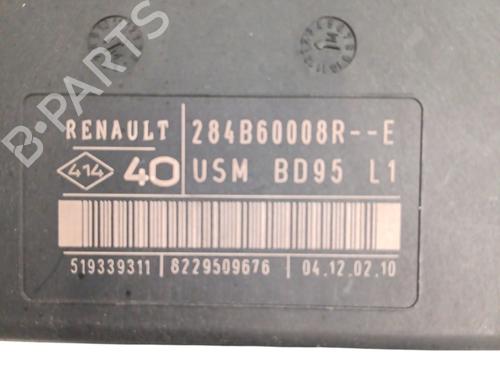 B-PARTS
RENAULT 284B60008R--E
414 40 USM BD95 L1
519339311 8229509676 04.12.02.10